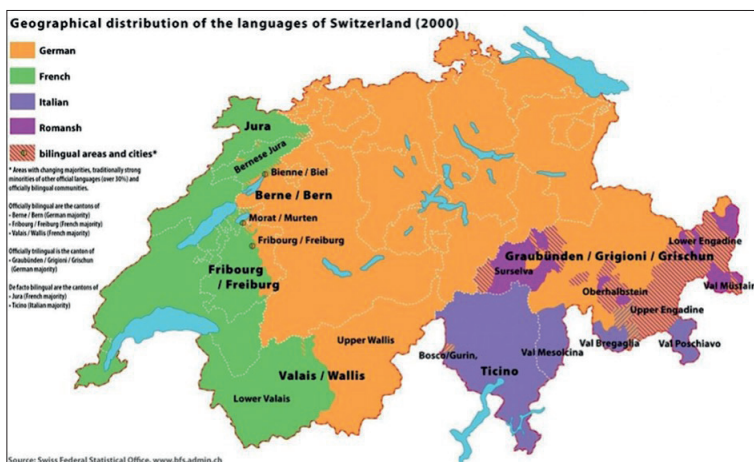 Geographical distribution of the languages of Switzerland (2000)
German
French
Italian
Romansh
bilingual areas and cities*
* Areas with changing majorities, traditionally strong
minorities of other official languages (over 30%) and
officially bilingual communities.
Officially bilingual are the cantons of
• Berne / Bern (German majority)
• Fribourg / Freiburg (French majority)
• Valais / Wallis (French majority)
Officially trilingual is the canton of
• Graubünden / Grigioni / Grischun
(German majority)
De facto bilingual are the cantons of
• Jura (French majority)
• Ticino (Italian majority)
Jura
Bernese Jura
Bienne / Biel
Berne / Bern
Morat / Murten
Fribourg / Freiburg
Fribourg
/ Freiburg
Lower Engadine
Graubünden / Grigioni / Grischun
Surselva
Oberhalbstein
Val Müstair
Upper Engadine
Upper Wallis
Bosco/Gurin,
Val Mesolcina
Val Bregaglia
Val Poschiavo
Valais / Wallis
Ticino
Lower Valais
Source: Swiss Federal Statistical Office, www.bfs.admin.ch